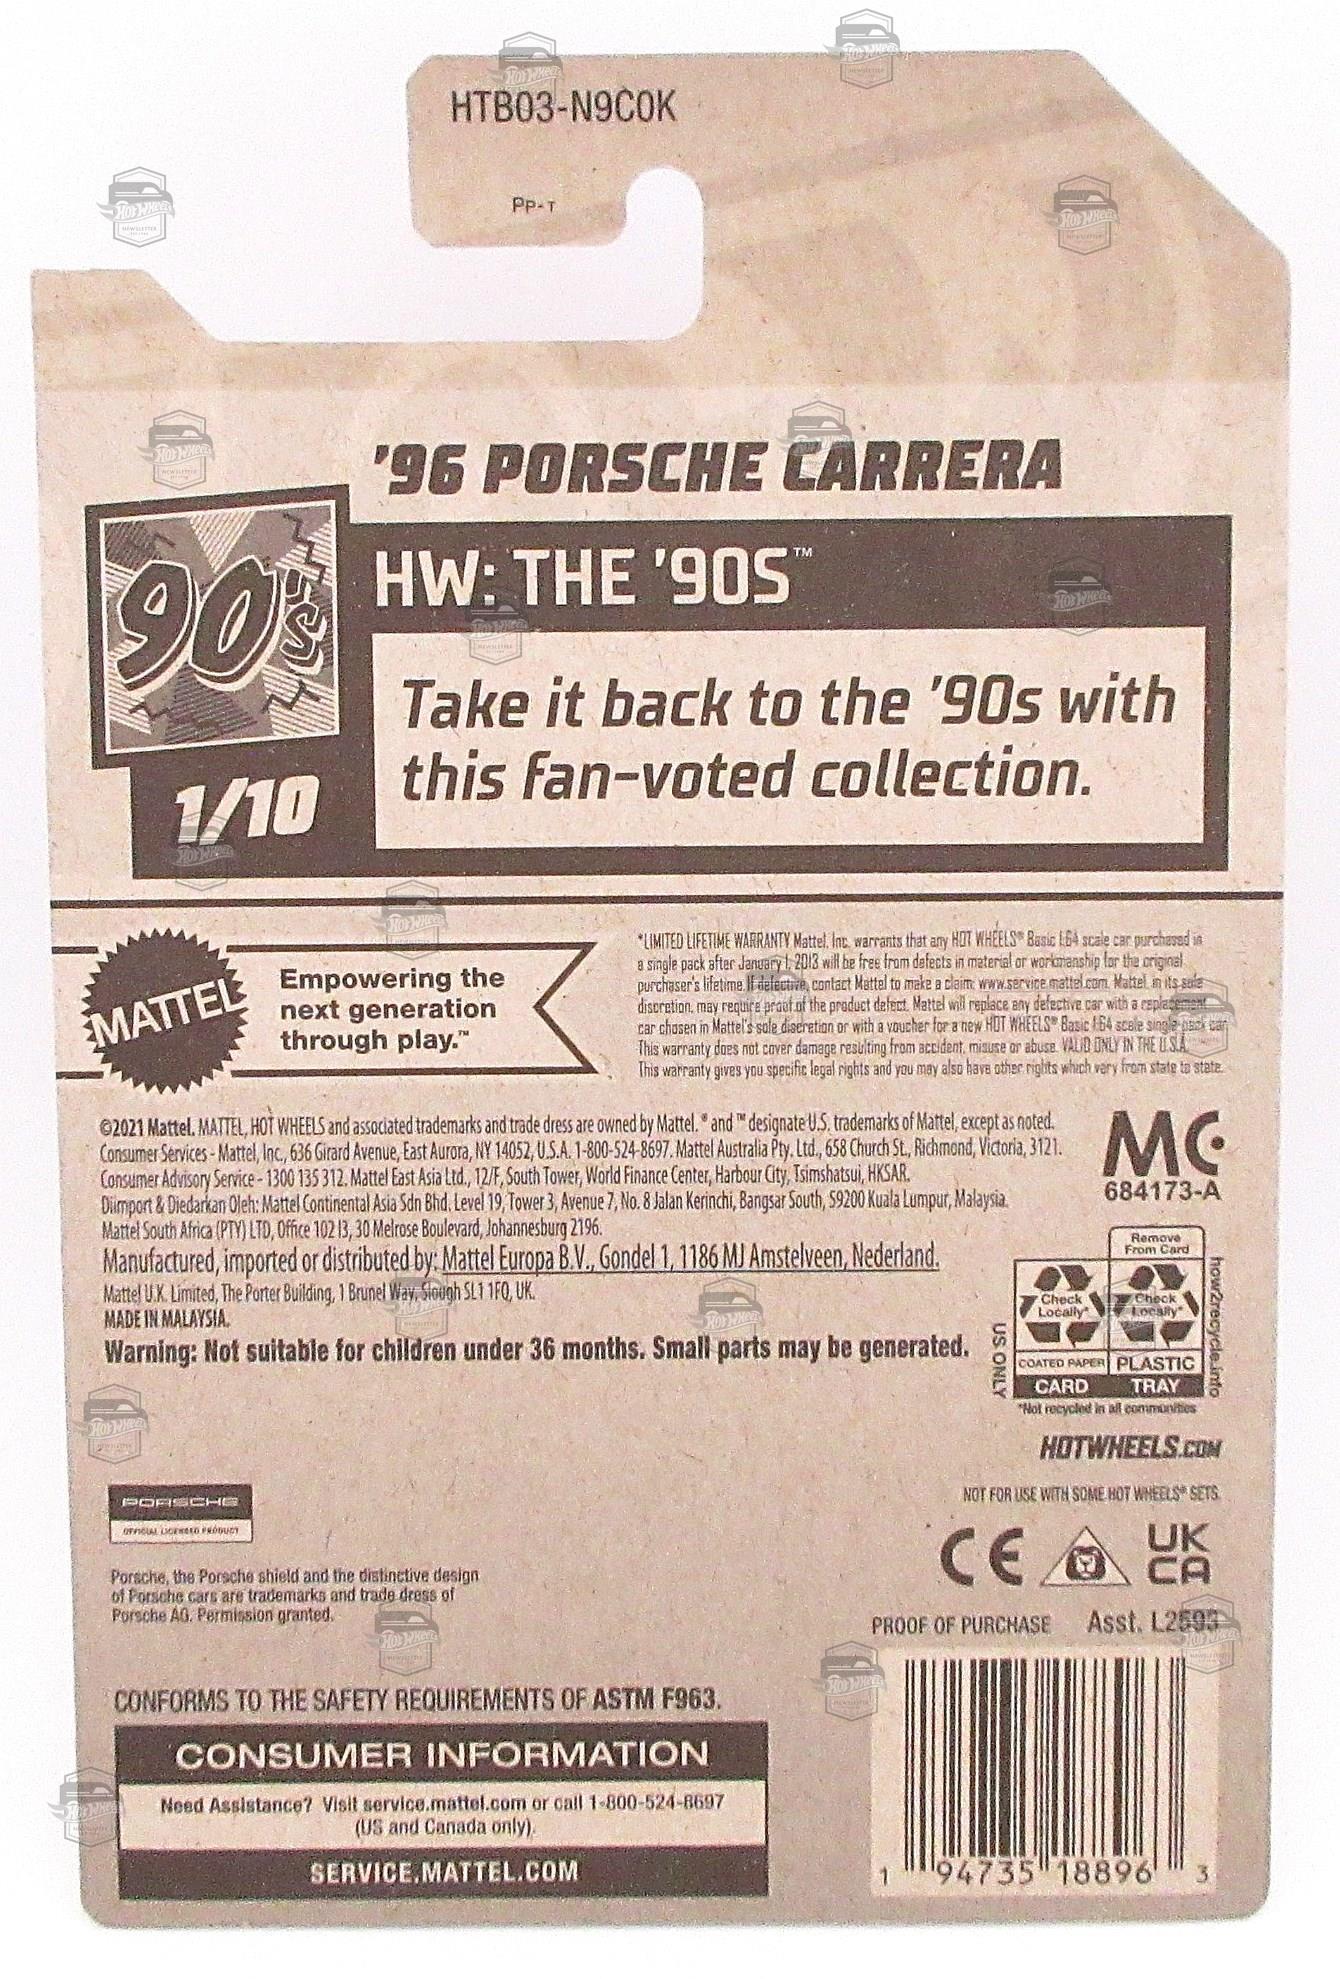 HTB03-N9C0K
PP-T
'96 PORSCHE CARRERA
90's
HW: THE '90S™
Take it back to the '90s with
this fan-voted collection.
1/10
MATTEL
Empowering the
next generation
through play.™
*LIMITED LIFETIME WARRANTY Mattel, Inc. warrants that any HOT WHEELS® Basic 1:64 scale car purchased in
a single pack after January 1, 2013 will be free from defects in material or workmanship for the original
purchaser's lifetime. If defective, contact Mattel to make a claim: www.service.mattel.com. Mattel, in its sole
discretion, may require proof of the product defect. Mattel will replace any defective car with a replacement
car chosen in Mattel's sole discretion or with a voucher for a new HOT WHEELS® Basic 1:64 scale single-pack car.
This warranty does not cover damage resulting from accident, misuse or abuse. VALID ONLY IN THE U.S.A.
This warranty gives you specific legal rights and you may also have other rights which vary from state to state.
©2021 Mattel. MATTEL, HOT WHEELS and associated trademarks and trade dress are owned by Mattel. ® and ™ designate U.S. trademarks of Mattel, except as noted.
Consumer Services - Mattel, Inc., 636 Girard Avenue, East Aurora, NY 14052, U.S.A. 1-800-524-8697. Mattel Australia Pty. Ltd., 658 Church St., Richmond, Victoria, 3121.
Consumer Advisory Service - 1300 135 312. Mattel East Asia Ltd., 12/F, South Tower, World Finance Center, Harbour City, Tsimshatsui, HKSAR.
Diimport & Diedarkan Oleh: Mattel Continental Asia Sdn Bhd. Level 19, Tower 3, Avenue 7, No. 8 Jalan Kerinchi, Bangsar South, 59200 Kuala Lumpur, Malaysia.
Mattel South Africa (PTY) LTD, Office 102 I3, 30 Melrose Boulevard, Johannesburg 2196.
Manufactured, imported or distributed by: Mattel Europa B.V., Gondel 1, 1186 MJ Amstelveen, Nederland.
Mattel U.K. Limited, The Porter Building, 1 Brunel Way, Slough SL1 1FQ, UK.
MADE IN MALAYSIA.
Warning: Not suitable for children under 36 months. Small parts may be generated.
MC
684173-A
Remove
From Card
Check
Locally*
Check
Locally*
COATED PAPER
PLASTIC
CARD
TRAY
US ONLY
how2recycle.info
*Not recycled in all communities
HOTWHEELS.COM
NOT FOR USE WITH SOME HOT WHEELS® SETS.
CE
UK
CA
PORSCHE
OFFICIAL LICENSED PRODUCT
Porsche, the Porsche shield and the distinctive design
of Porsche cars are trademarks and trade dress of
Porsche AG. Permission granted.
PROOF OF PURCHASE Asst. L2593
CONFORMS TO THE SAFETY REQUIREMENTS OF ASTM F963.
CONSUMER INFORMATION
Need Assistance? Visit service.mattel.com or call 1-800-524-8697
(US and Canada only).
SERVICE.MATTEL.COM
1 94735 18896 3